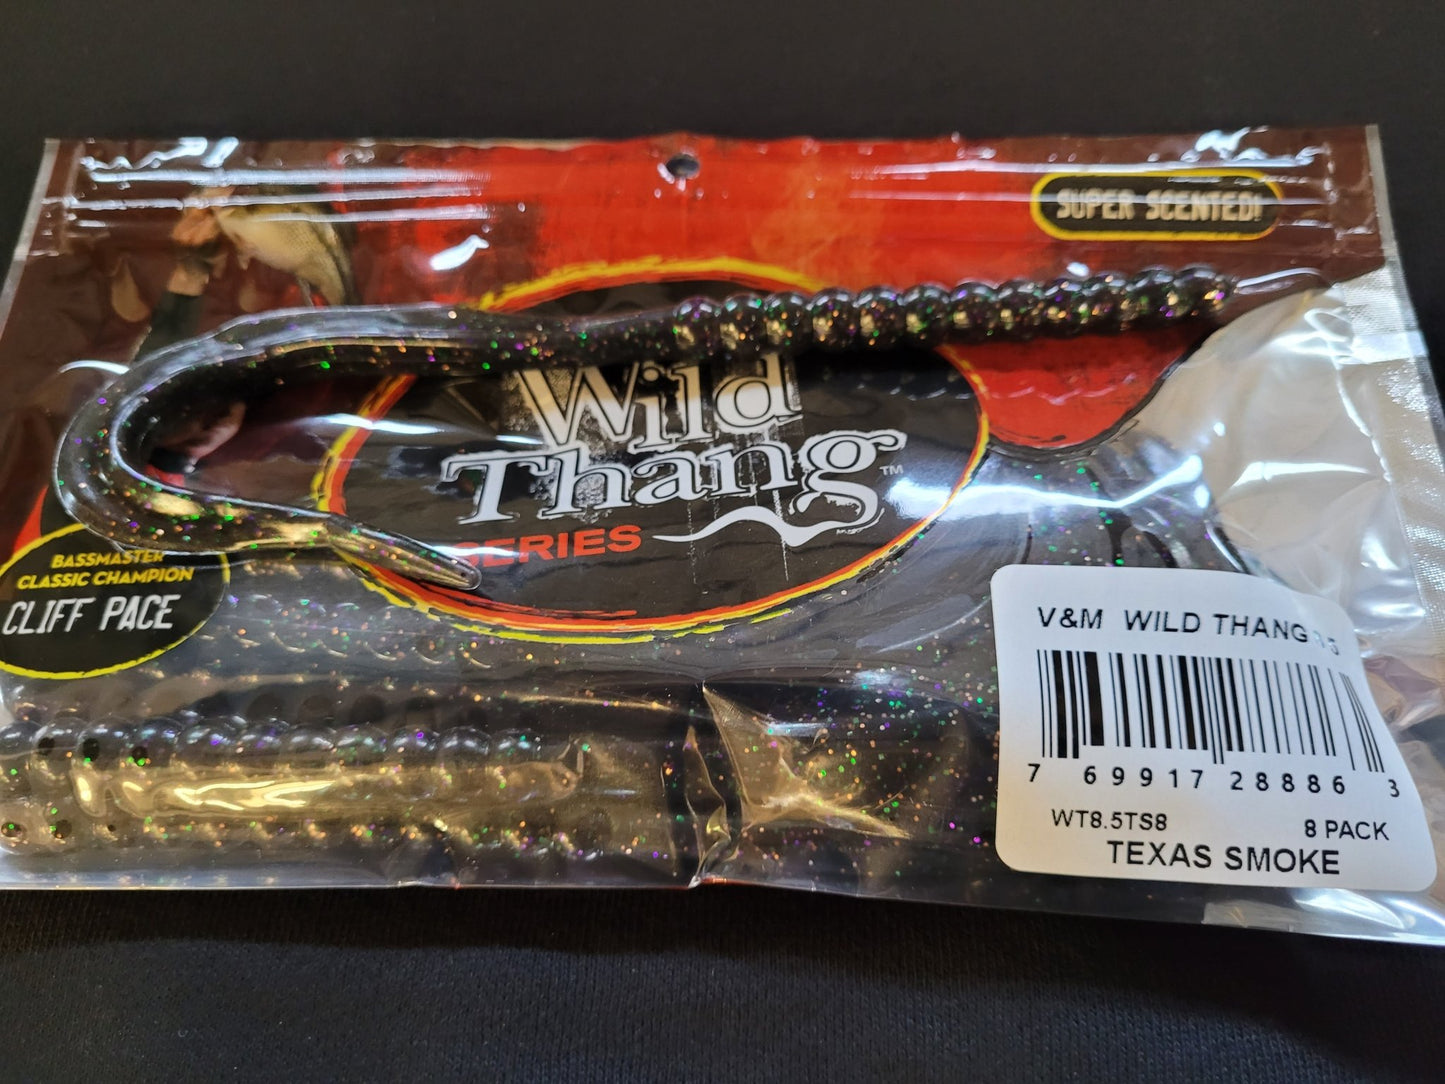 SUPER SCENTED!
Wild
Thang™
SERIES
BASSMASTER
CLASSIC CHAMPION
CLIFF PACE
V&M WILD THANG
7 69917 28886 3
WT8.5TS8 8 PACK
TEXAS SMOKE